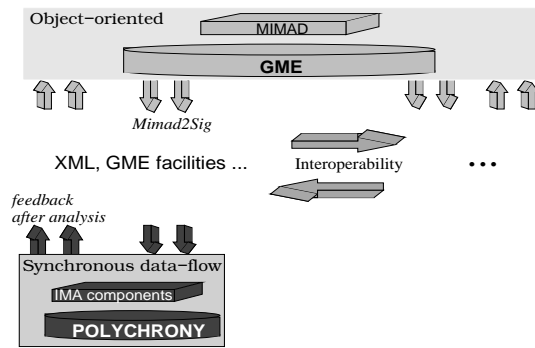 Object-oriented
MIMAD
GME
Mimad2Sig
XML, GME facilities ...
Interoperability
...
feedback
after analysis
Synchronous data-flow
IMA components
POLYCHRONY